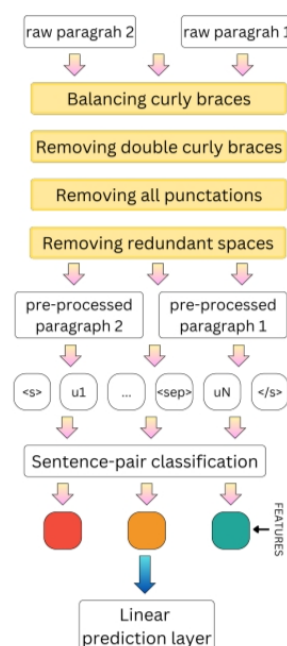 raw paragrah 2
raw paragrah 1
Balancing curly braces
Removing double curly braces
Removing all punctations
Removing redundant spaces
pre-processed
paragraph 2
pre-processed
paragraph 1
<s>
u1
...
<sep>
uN
</s>
Sentence-pair classification
FEATURES
Linear
prediction layer